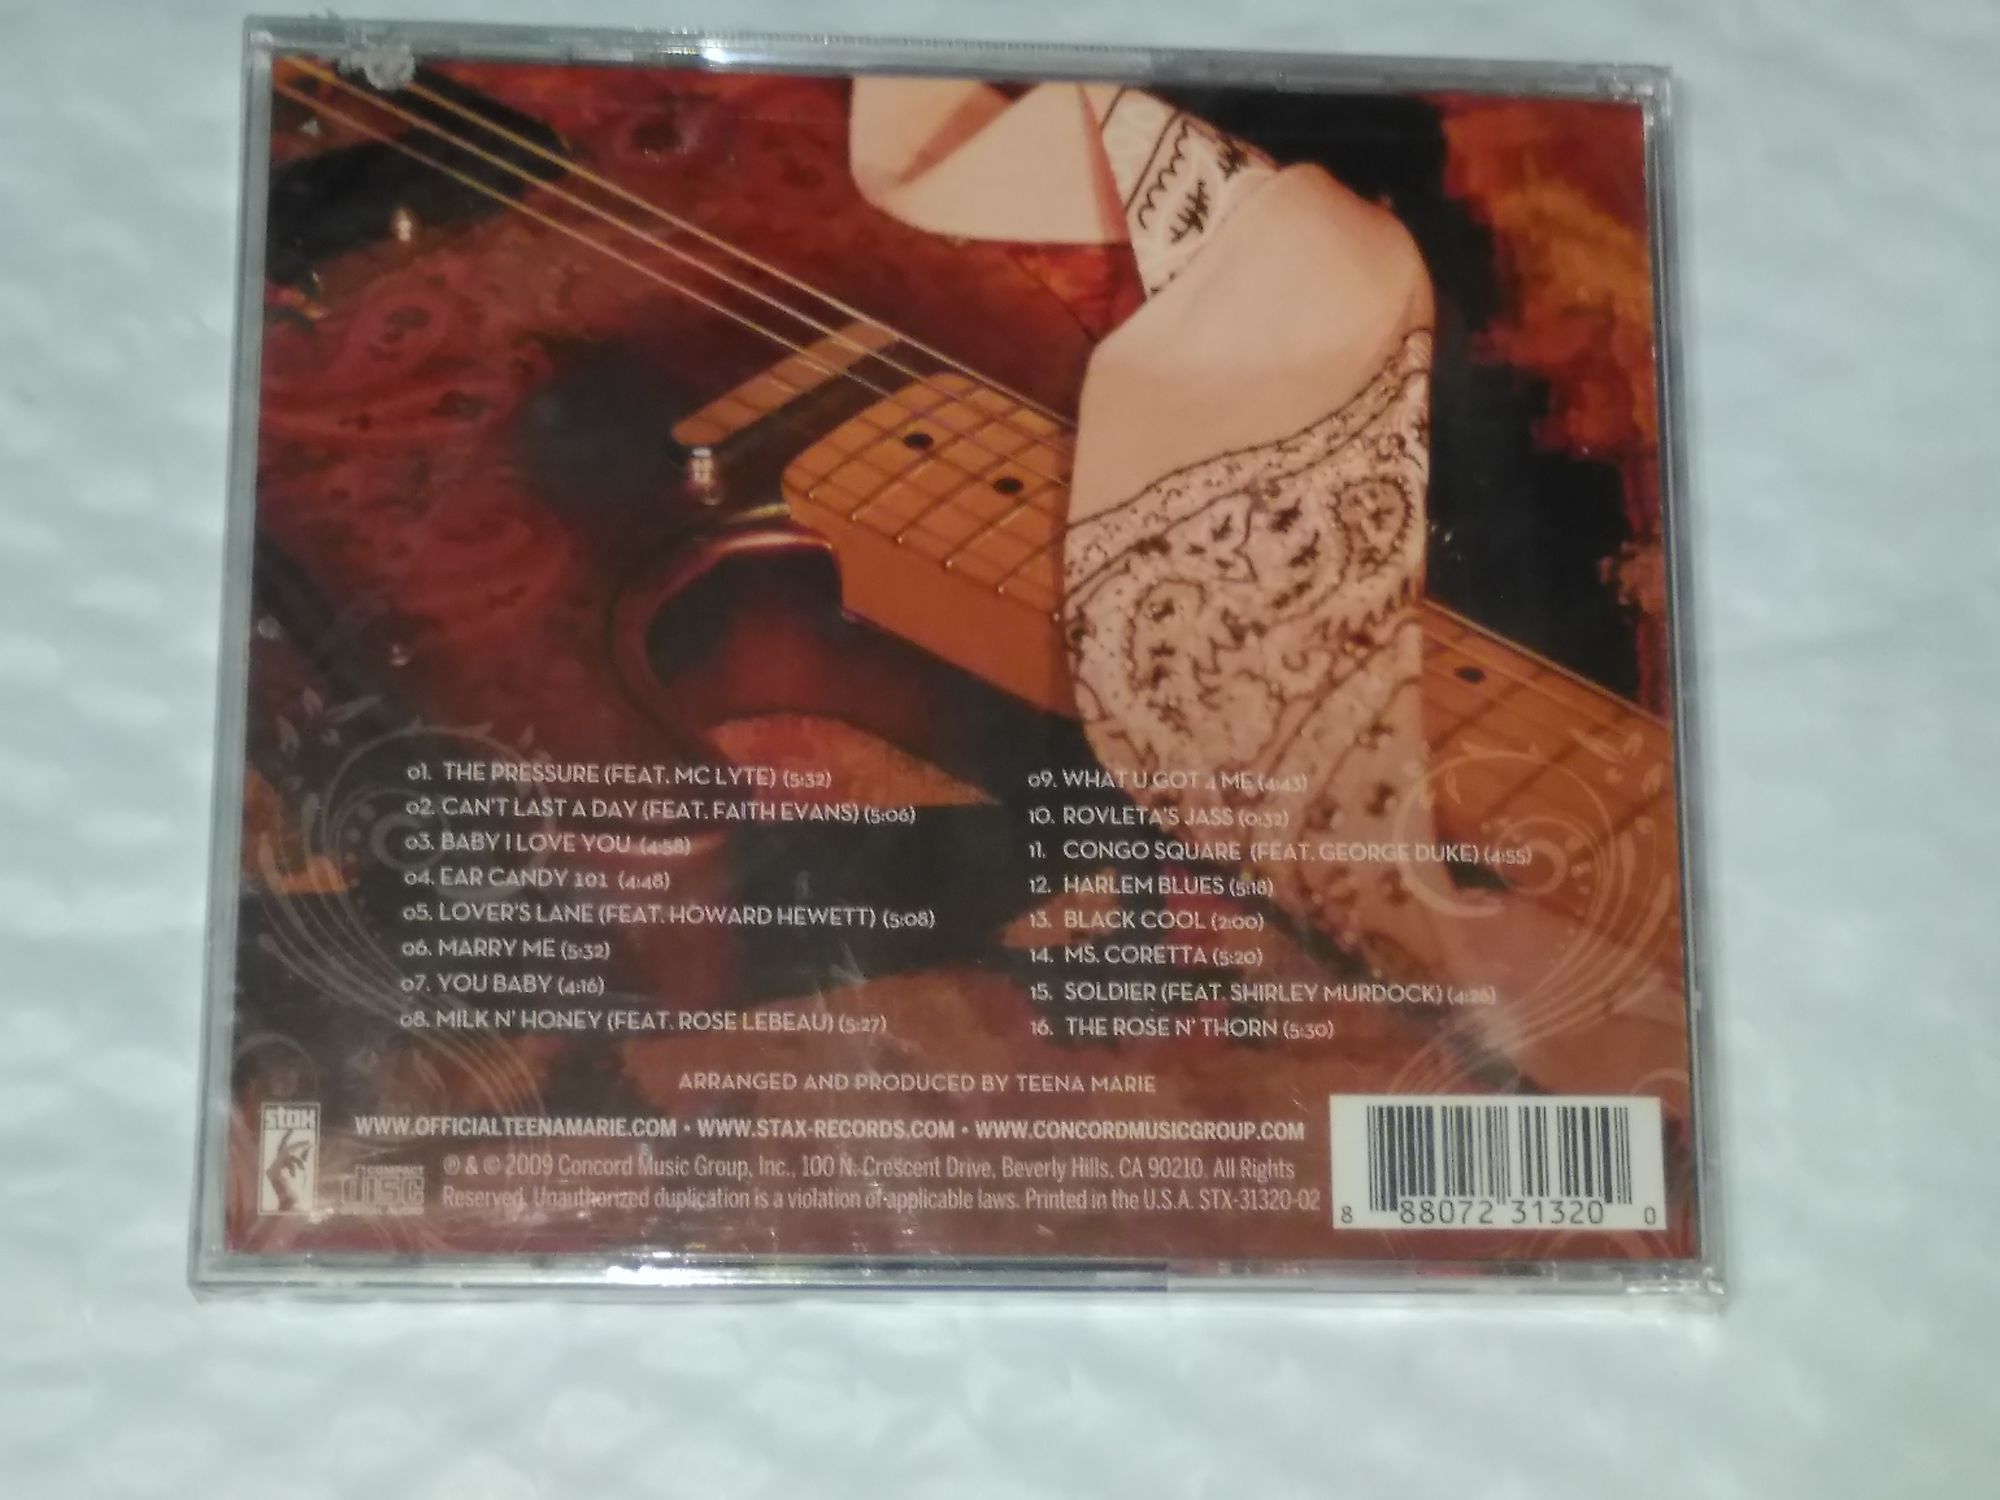 01. THE PRESSURE (FEAT. MC LYTE) (5:32)
02. CAN'T LAST A DAY (FEAT. FAITH EVANS) (5:06)
03. BABY I LOVE YOU (4:58)
04. EAR CANDY 101 (4:48)
05. LOVER'S LANE (FEAT. HOWARD HEWETT) (5:08)
06. MARRY ME (5:32)
07. YOU BABY (4:16)
08. MILK N' HONEY (FEAT. ROSE LEBEAU) (5:27)
09. WHAT U GOT 4 ME (4:43)
10. ROVLETA'S JASS (0:32)
11. CONGO SQUARE (FEAT. GEORGE DUKE) (4:55)
12. HARLEM BLUES (5:18)
13. BLACK COOL (2:00)
14. MS. CORETTA (5:20)
15. SOLDIER (FEAT. SHIRLEY MURDOCK) (4:26)
16. THE ROSE N' THORN (5:30)
ARRANGED AND PRODUCED BY TEENA MARIE
stax
WWW.OFFICIALTEENAMARIE.COM • WWW.STAX-RECORDS.COM • WWW.CONCORDMUSICGROUP.COM
COMPACT
disc
DIGITAL AUDIO
℗ & © 2009 Concord Music Group, Inc., 100 N. Crescent Drive, Beverly Hills, CA 90210. All Rights
Reserved. Unauthorized duplication is a violation of applicable laws. Printed in the U.S.A. STX-31320-02
8 88072 31320 0